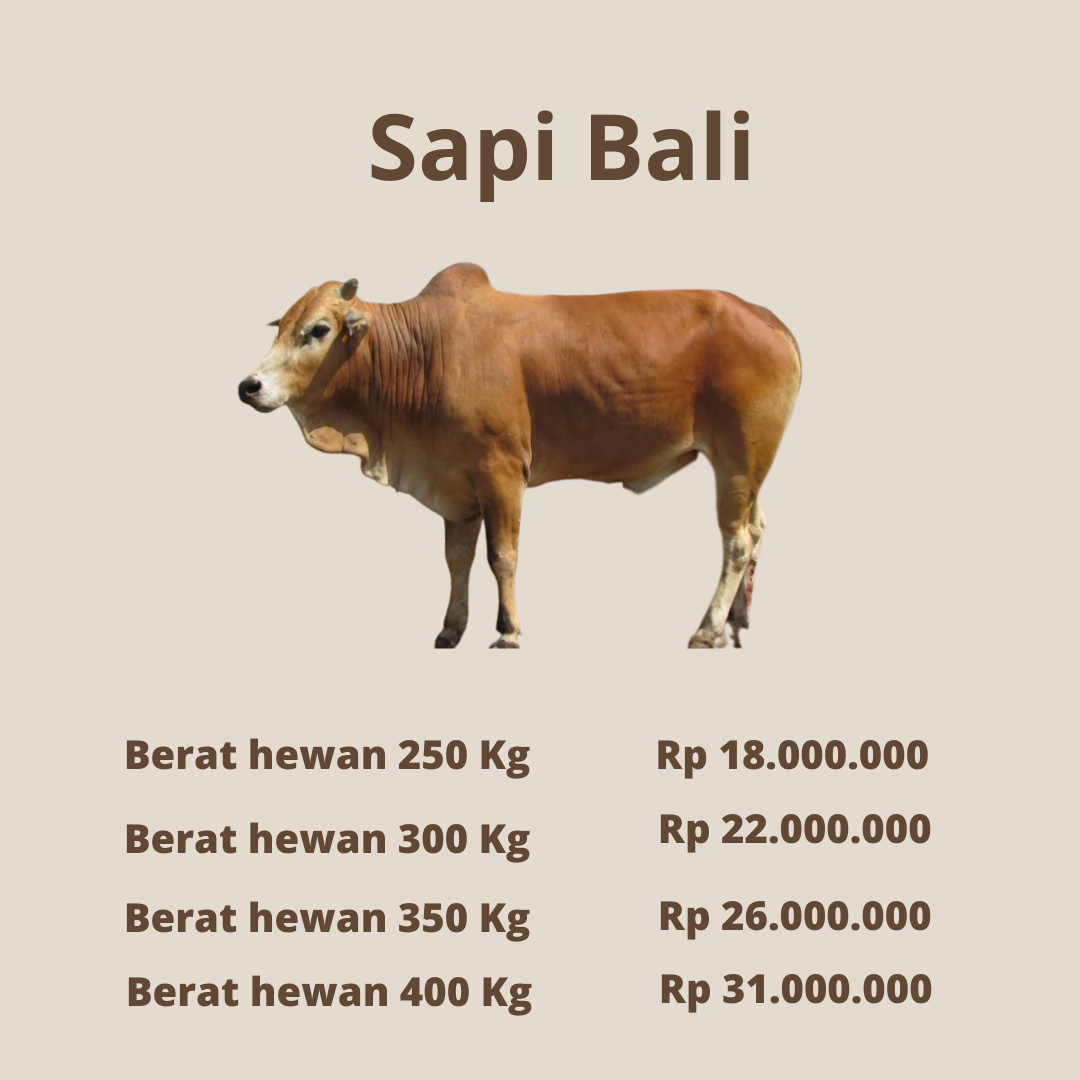 Sapi Bali
Berat hewan 250 Kg Rp 18.000.000
Berat hewan 300 Kg Rp 22.000.000
Berat hewan 350 Kg Rp 26.000.000
Berat hewan 400 Kg Rp 31.000.000